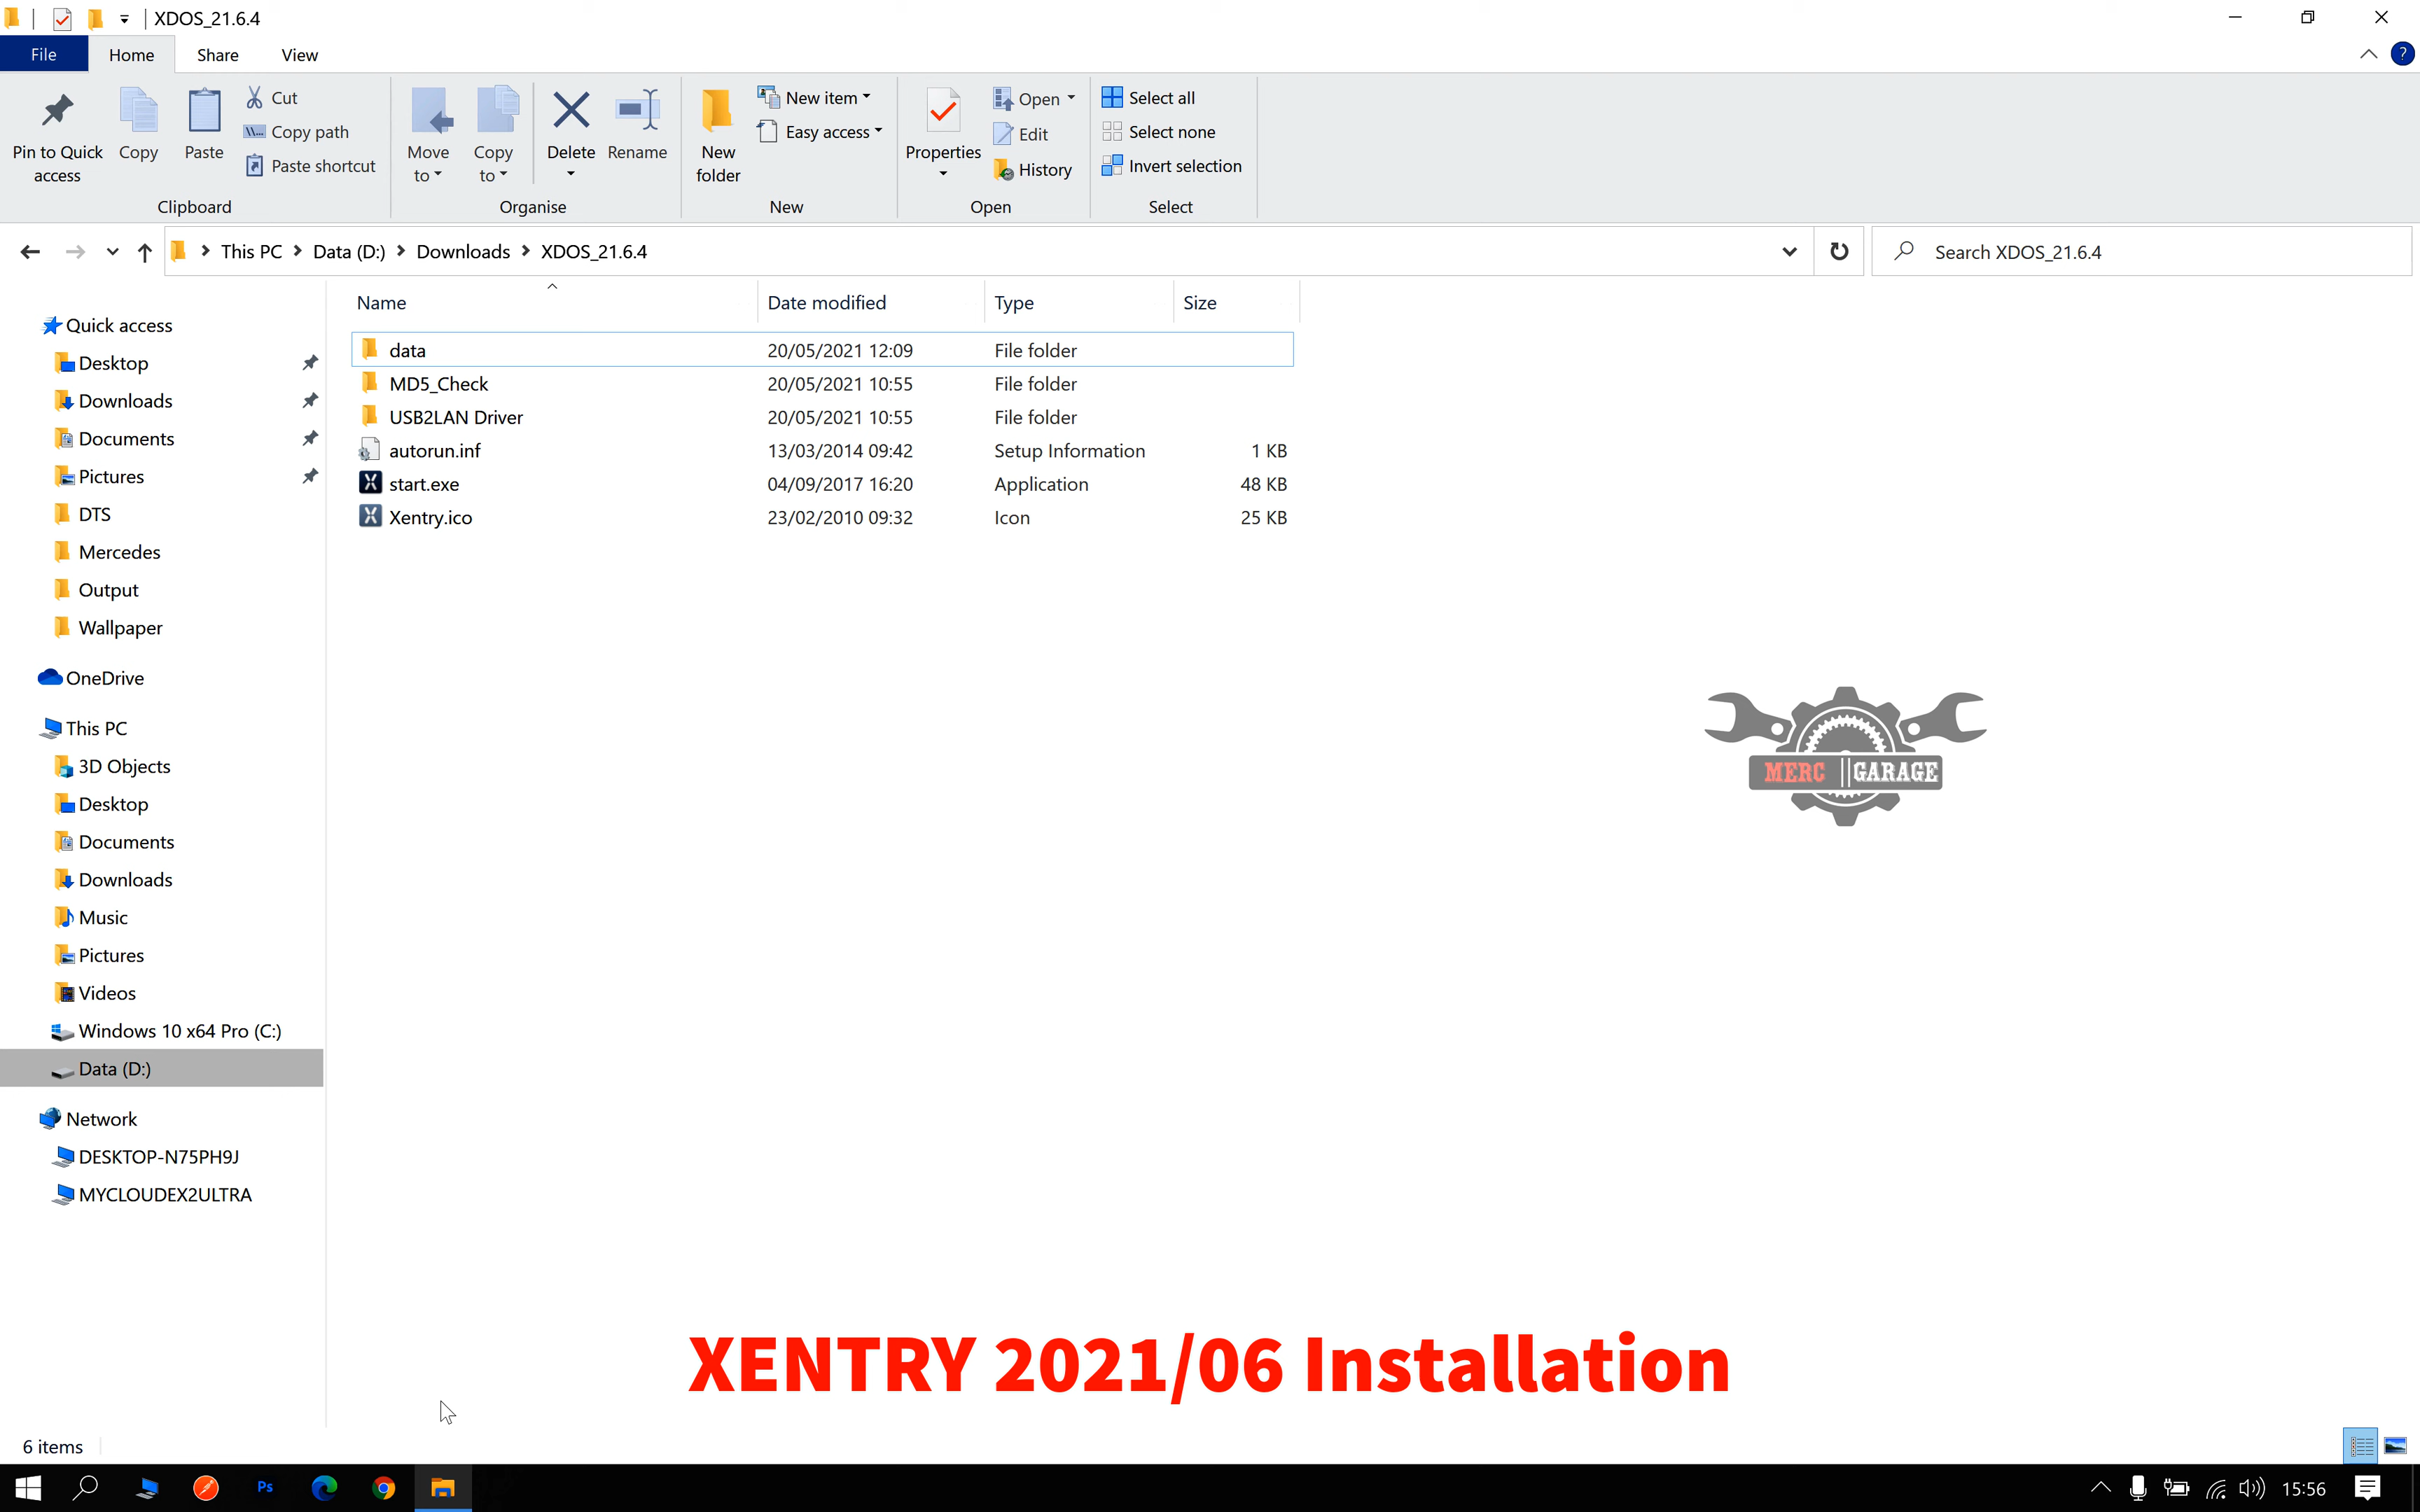 XDOS_21.6.4
File Home Share View
Pin to Quick access
Copy
Paste
Cut
Copy path
Paste shortcut
Clipboard
Move to
Copy to
Delete
Rename
Organise
New folder
New item
Easy access
New
Properties
Open
Edit
History
Open
Select all
Select none
Invert selection
Select
This PC Data (D:) Downloads XDOS_21.6.4
Search XDOS_21.6.4
Quick access
Desktop
Downloads
Documents
Pictures
DTS
Mercedes
Output
Wallpaper
OneDrive
This PC
3D Objects
Desktop
Documents
Downloads
Music
Pictures
Videos
Windows 10 x64 Pro (C:)
Data (D:)
Network
DESKTOP-N75PH9J
MYCLOUDEX2ULTRA
Name Date modified Type Size
data 20/05/2021 12:09 File folder
MD5_Check 20/05/2021 10:55 File folder
USB2LAN Driver 20/05/2021 10:55 File folder
autorun.inf 13/03/2014 09:42 Setup Information 1 KB
start.exe 04/09/2017 16:20 Application 48 KB
Xentry.ico 23/02/2010 09:32 Icon 25 KB
MERC || GARAGE
XENTRY 2021/06 Installation
6 items
Ps
15:56